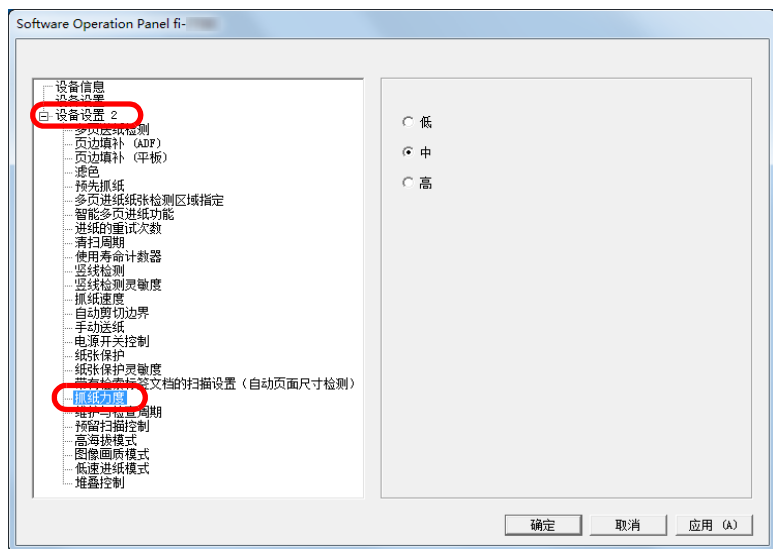 Software Operation Panel fi-
设备信息
设备设置
设备设置 2
多页送纸检测
页边填补 (ADF)
页边填补 (平板)
滤色
预先抓纸
多页进纸纸张检测区域指定
智能多页进纸功能
进纸的重试次数
清扫周期
使用寿命计数器
竖线检测
竖线检测灵敏度
抓纸速度
自动剪切边界
手动送纸
电源开关控制
纸张保护
纸张保护灵敏度
带有检索标签文档的扫描设置(自动页面尺寸检测)
抓纸力度
维护与检查周期
预留扫描控制
高海拔模式
图像画质模式
低速进纸模式
堆叠控制
低
中
高
确定 取消 应用 (A)